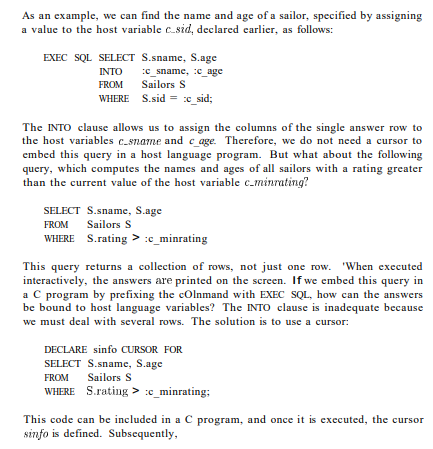 As an example, we can find the name and age of a sailor, specified by assigning
a value to the host variable c_sid, declared earlier, as follows:
EXEC SQL SELECT S.sname, S.age
INTO :c_sname, :c_age
FROM Sailors S
WHERE S.sid = :c_sid;
The INTO clause allows us to assign the columns of the single answer row to
the host variables c_sname and c_age. Therefore, we do not need a cursor to
embed this query in a host language program. But what about the following
query, which computes the names and ages of all sailors with a rating greater
than the current value of the host variable c_minrating?
SELECT S.sname, S.age
FROM Sailors S
WHERE S.rating > :c_minrating
This query returns a collection of rows, not just one row. 'When executed
interactively, the answers are printed on the screen. If we embed this query in
a C program by prefixing the cOlnmand with EXEC SQL, how can the answers
be bound to host language variables? The INTO clause is inadequate because
we must deal with several rows. The solution is to use a cursor:
DECLARE sinfo CURSOR FOR
SELECT S.sname, S.age
FROM Sailors S
WHERE S.rating > :c_minrating;
This code can be included in a C program, and once it is executed, the cursor
sinfo is defined. Subsequently,